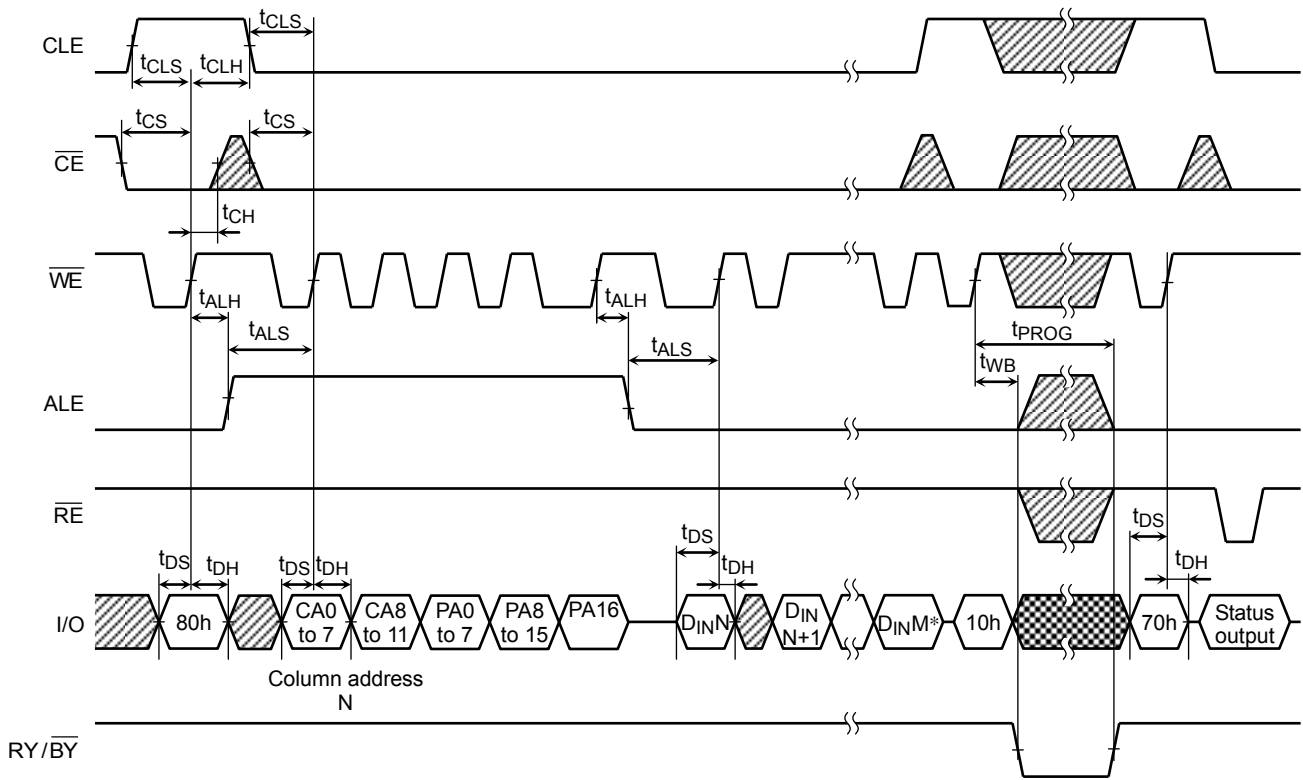 tCLS
CLE
tCLS
tCLH
tCS
tCS
CE
tCH
WE
tALH
tALH
tPROG
tALS
tALS
tWB
ALE
RE
tDS
tDS
tDS
tDH
tDS
tDH
tDH
tDH
I/O
80h
CA0
to 7
CA8
to 11
PA0
to 7
PA8
to 15
PA16
DINN
DIN
N+1
DINM*
10h
70h
Status
output
Column address
N
RY/BY